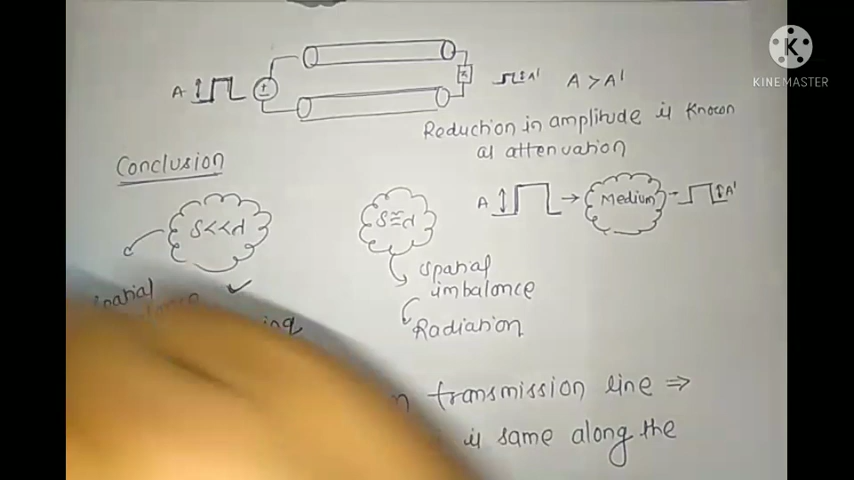 A
+
A'
A > A'
Reduction in amplitude is known
as attenuation
Conclusion
A
Medium
A'
S<<d
S≅d
spatial
imbalance
Radiation
transmission line ⇒
is same along the
K
KINEMASTER